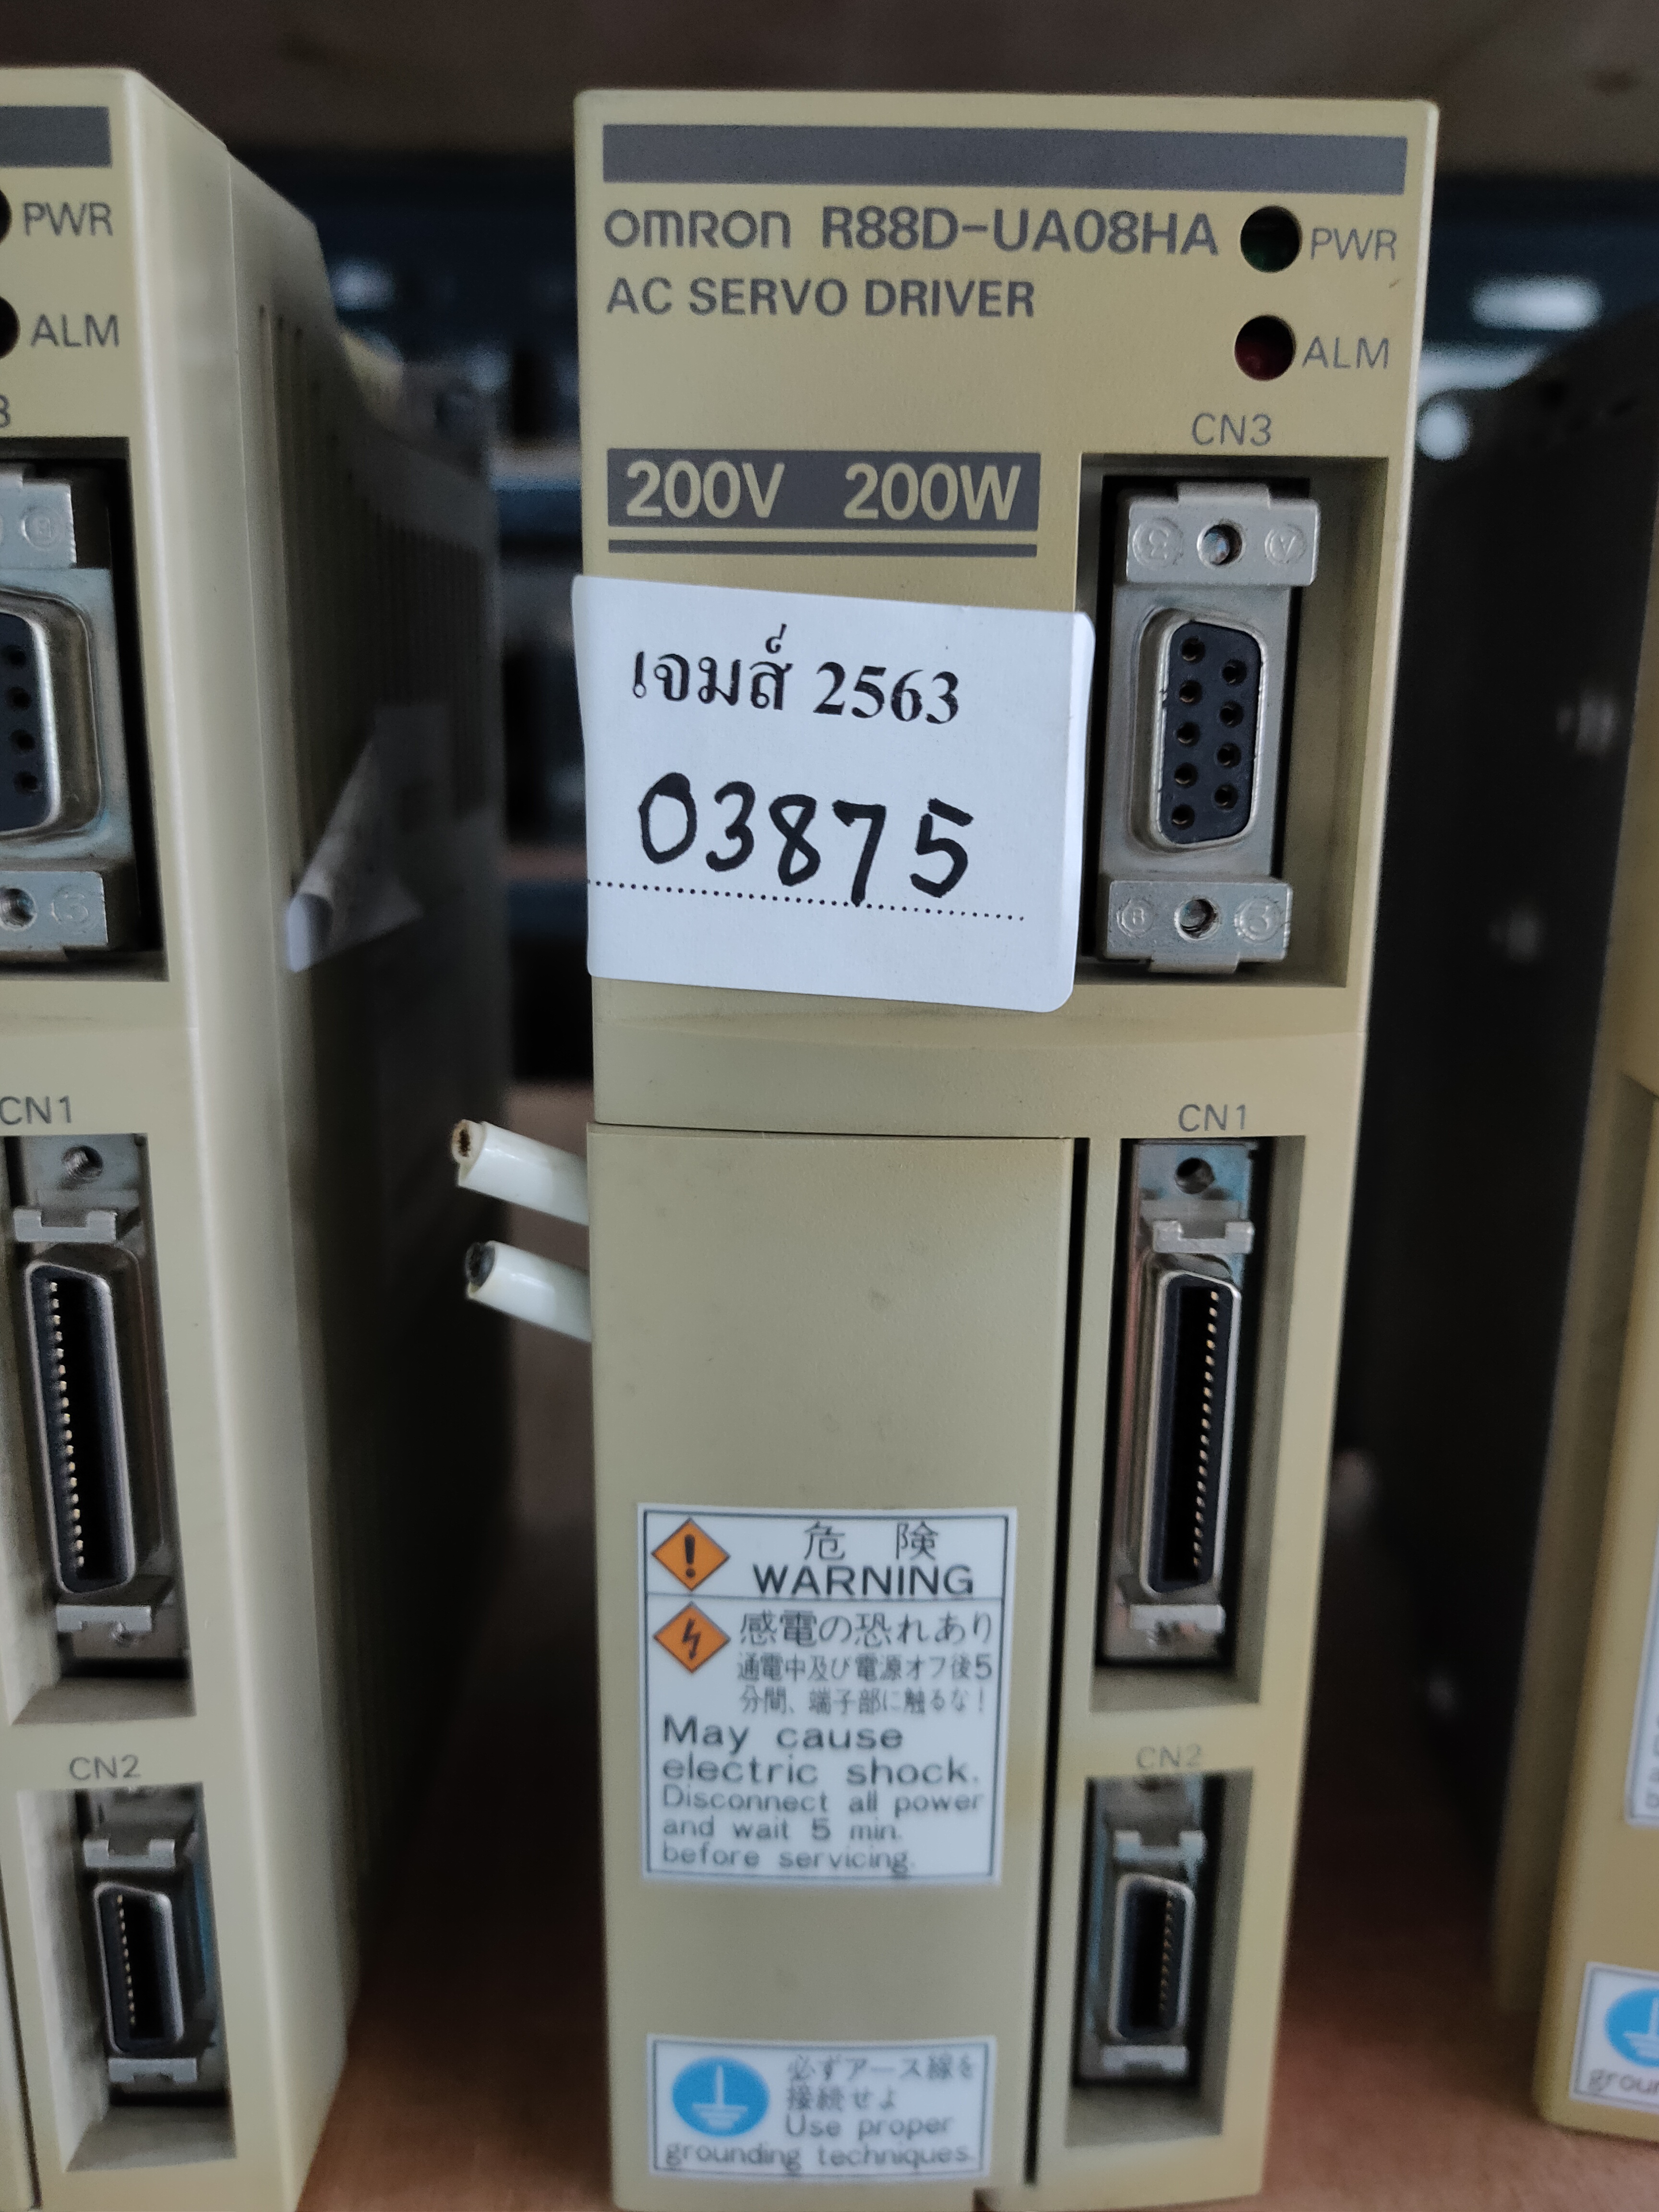 PWR
ALM
CN1
CN2
OMRON R88D-UA08HA PWR
AC SERVO DRIVER
ALM
CN3
200V 200W
เจมส์ 2563
03875
CN1
危険
WARNING
感電の恐れあり
通電中及び電源オフ後5
分間、端子部に触るな!
May cause
electric shock.
Disconnect all power
and wait 5 min.
before servicing.
CN2
必ずアース線を
接続せよ
Use proper
grounding techniques.